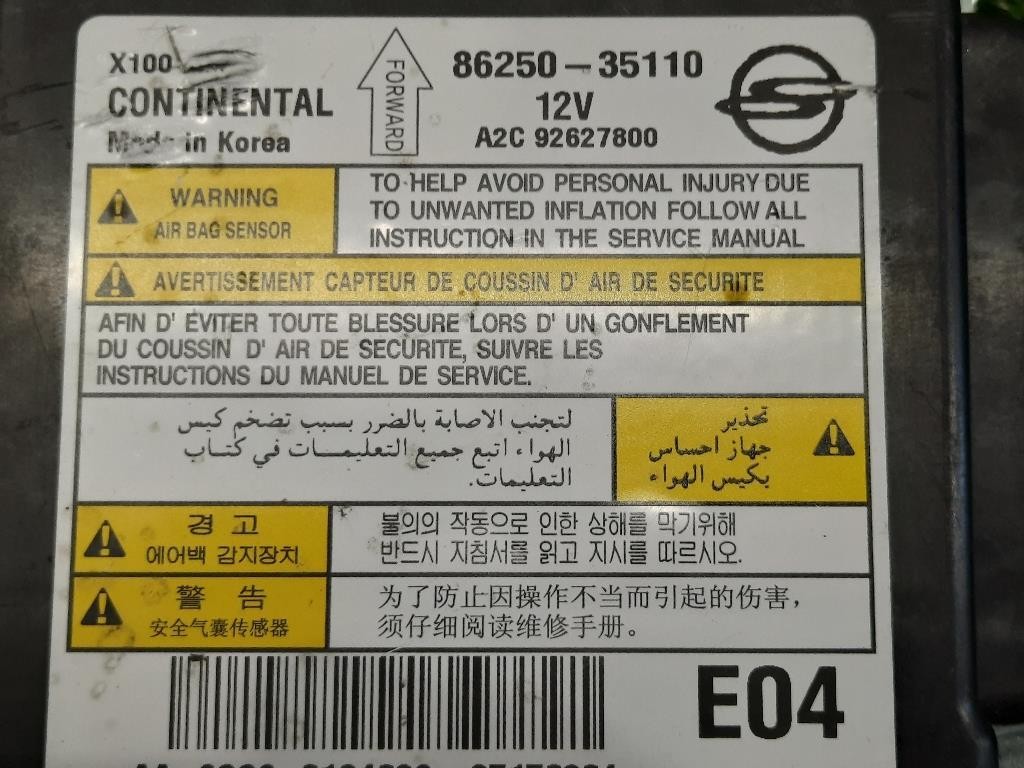 X100
CONTINENTAL
Made in Korea
FORWARD
86250-35110
12V
A2C 92627800
WARNING
AIR BAG SENSOR
TO HELP AVOID PERSONAL INJURY DUE
TO UNWANTED INFLATION FOLLOW ALL
INSTRUCTION IN THE SERVICE MANUAL
AVERTISSEMENT CAPTEUR DE COUSSIN D' AIR DE SECURITE
AFIN D' ÉVITER TOUTE BLESSURE LORS D' UN GONFLEMENT
DU COUSSIN D' AIR DE SECURITE, SUIVRE LES
INSTRUCTIONS DU MANUEL DE SERVICE.
تحذير
جهاز احساس
بكيس الهواء
لتجنب الاصابة بالضرر بسبب تضخم كيس
الهواء اتبع جميع التعليمات في كتاب
التعليمات.
경 고
에어백 감지장치
불의의 작동으로 인한 상해를 막기위해
반드시 지침서를 읽고 지시를 따르시오.
警 告
安全气囊传感器
为了防止因操作不当而引起的伤害，
须仔细阅读维修手册。
E04